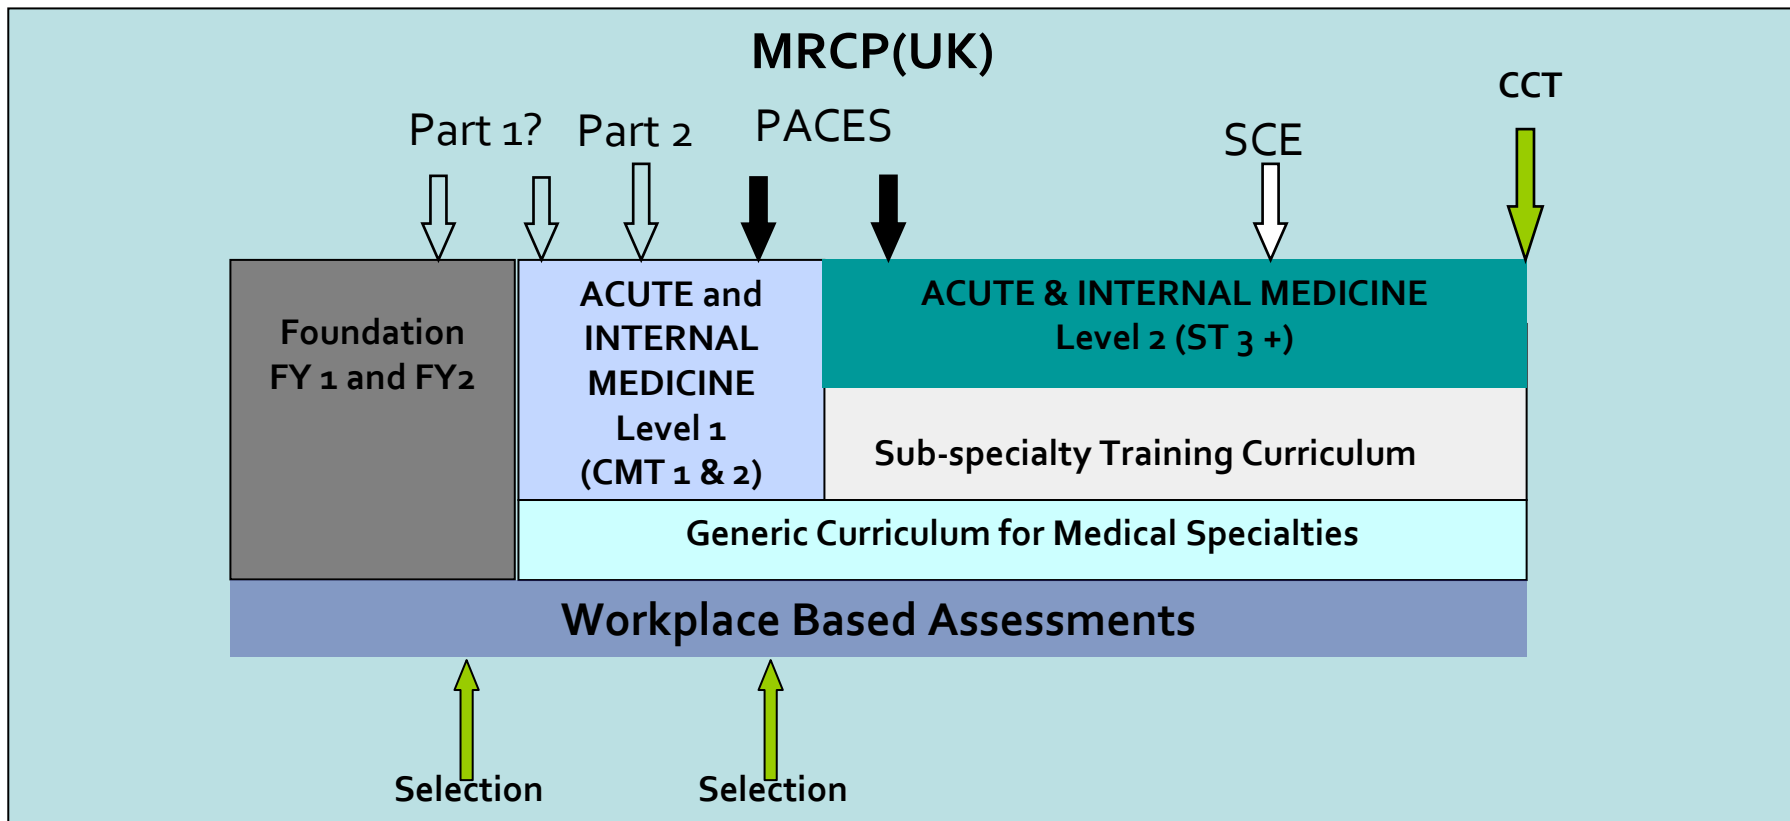 MRCP(UK)
CCT
Part 1?
Part 2
PACES
SCE
Foundation
FY 1 and FY2
ACUTE and
INTERNAL
MEDICINE
Level 1
(CMT 1 & 2)
ACUTE & INTERNAL MEDICINE
Level 2 (ST 3 +)
Sub-specialty Training Curriculum
Generic Curriculum for Medical Specialties
Workplace Based Assessments
Selection
Selection